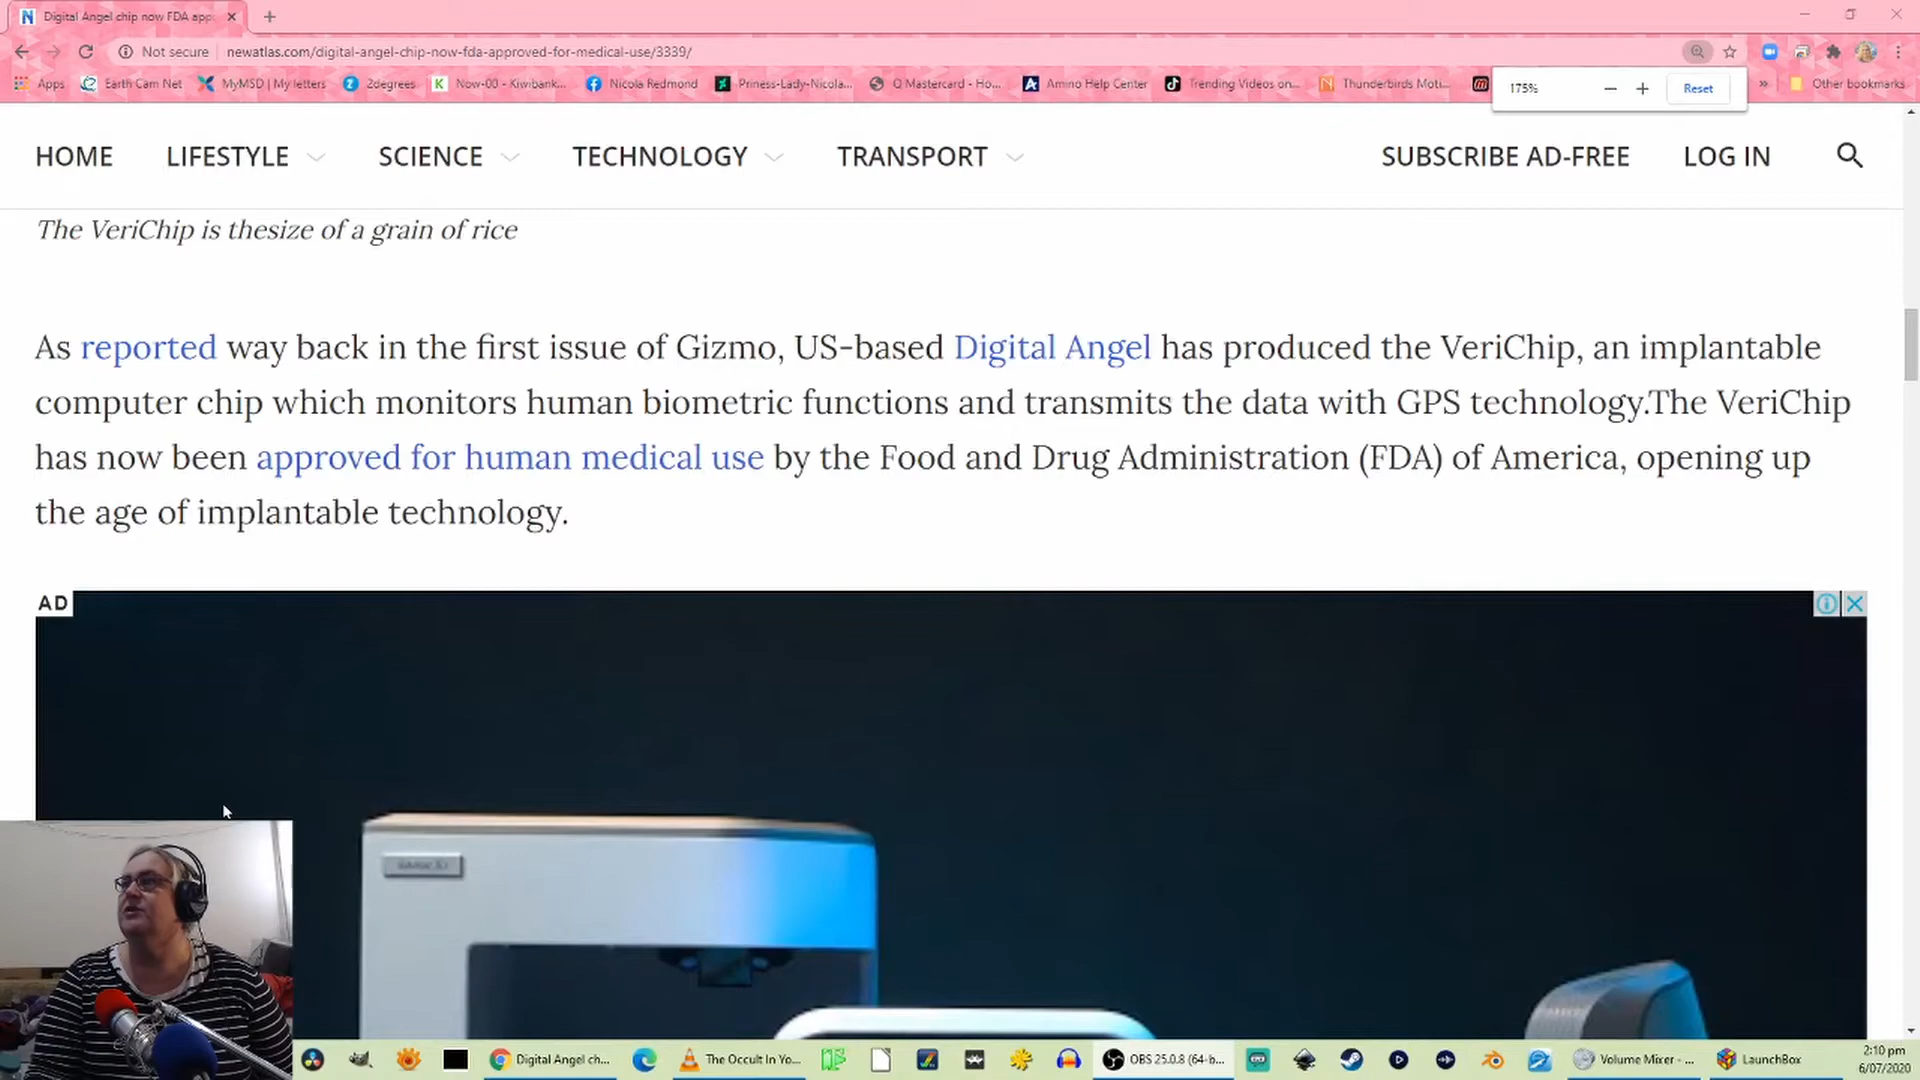 Digital Angel chip now FDA app
Not secure newatlas.com/digital-angel-chip-now-fda-approved-for-medical-use/3339/
Apps Earth Cam Net MyMSD | My letters 2degrees Now-00 - Kiwibank... Nicola Redmond Priness-Lady-Nicola... Q Mastercard - Ho... Amino Help Center Trending Videos on... Thunderbirds Moti... » Other bookmarks
175% − + Reset
HOME LIFESTYLE SCIENCE TECHNOLOGY TRANSPORT SUBSCRIBE AD-FREE LOG IN
The VeriChip is thesize of a grain of rice
As reported way back in the first issue of Gizmo, US-based Digital Angel has produced the VeriChip, an implantable
computer chip which monitors human biometric functions and transmits the data with GPS technology.The VeriChip
has now been approved for human medical use by the Food and Drug Administration (FDA) of America, opening up
the age of implantable technology.
AD
Digital Angel ch... The Occult In Yo... OBS 25.0.8 (64-b... Volume Mixer - ... LaunchBox 2:10 pm
6/07/2020